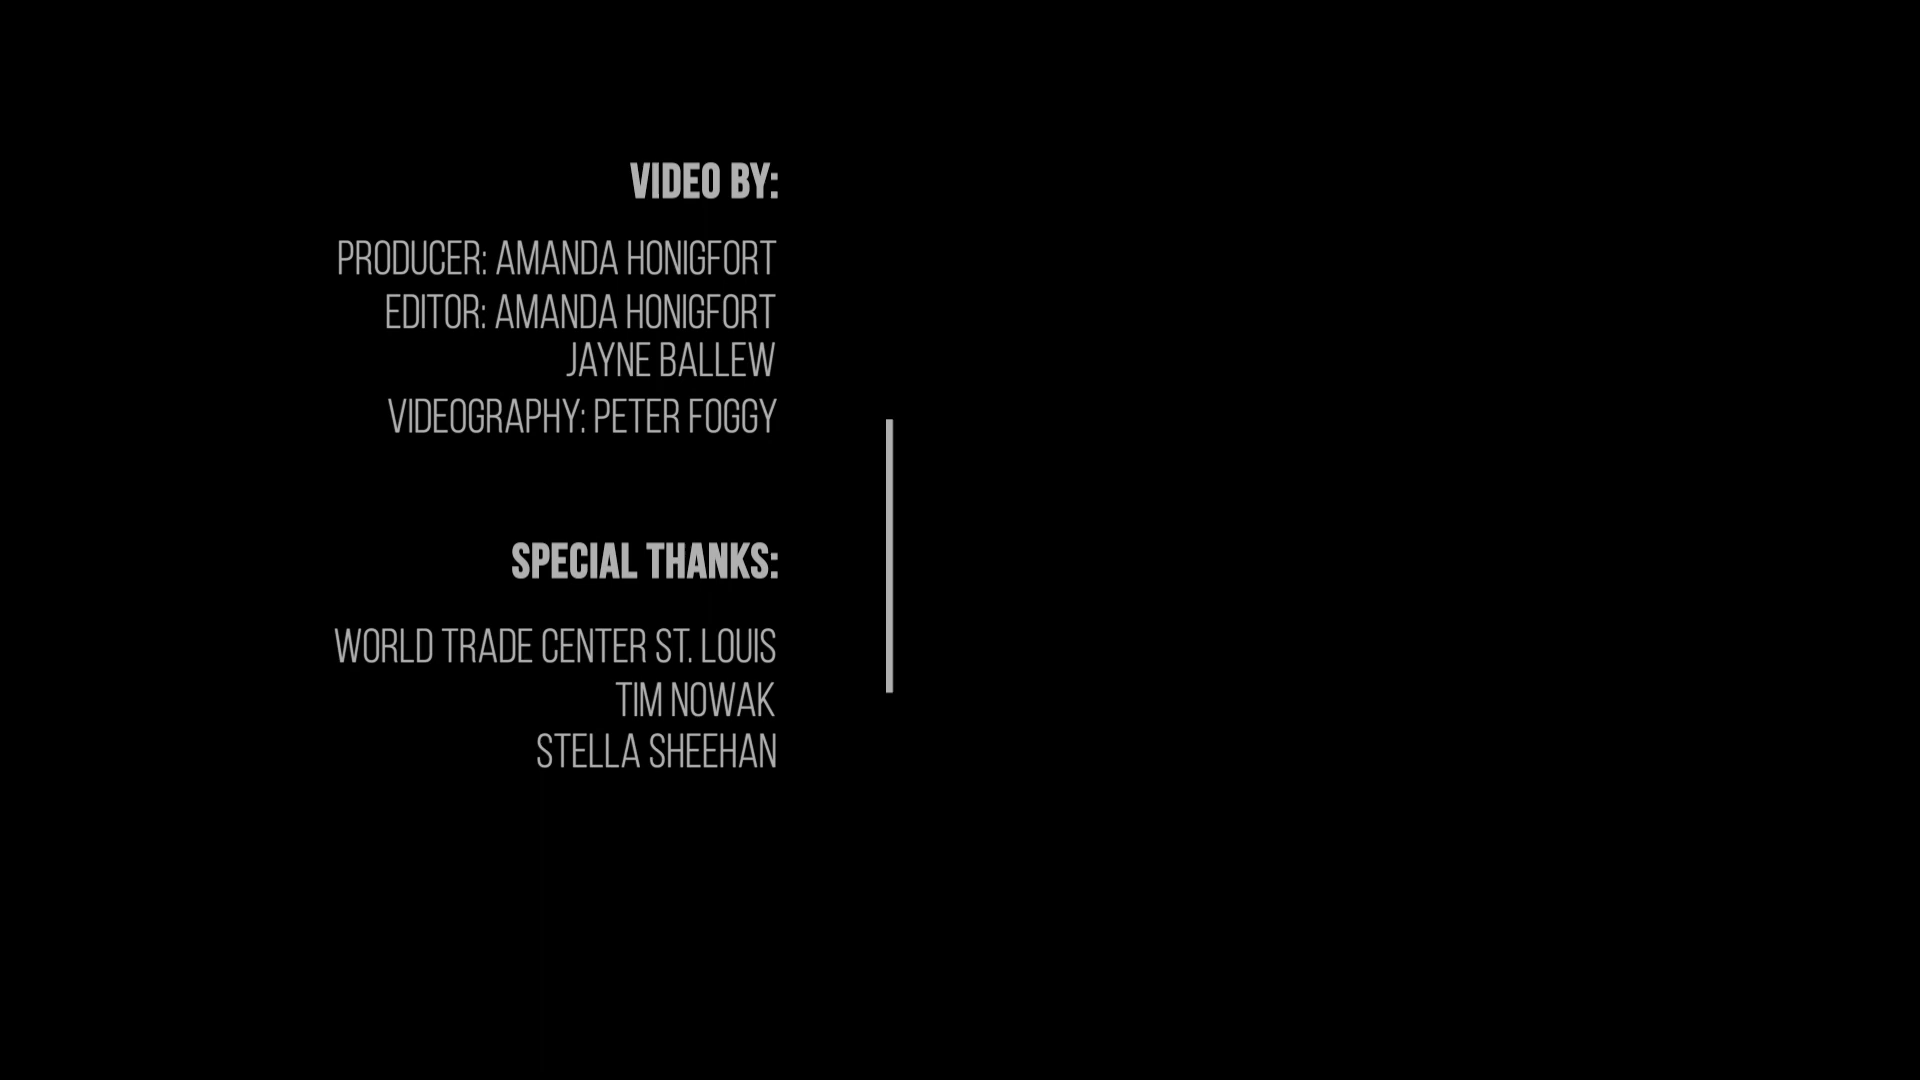 VIDEO BY:
PRODUCER: AMANDA HONIGFORT
EDITOR: AMANDA HONIGFORT
JAYNE BALLEW
VIDEOGRAPHY: PETER FOGGY
SPECIAL THANKS:
WORLD TRADE CENTER ST. LOUIS
TIM NOWAK
STELLA SHEEHAN